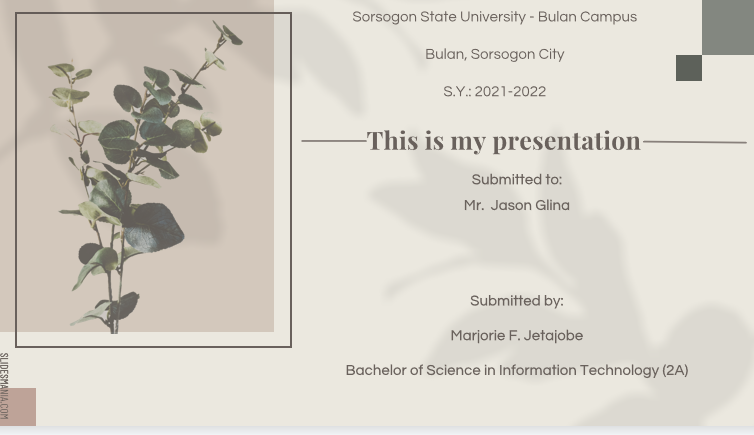 Sorsogon State University - Bulan Campus
Bulan, Sorsogon City
S.Y.: 2021-2022
This is my presentation
Submitted to:
Mr. Jason Glina
Submitted by:
Marjorie F. Jetajobe
Bachelor of Science in Information Technology (2A)
SLIDESMANIA.COM